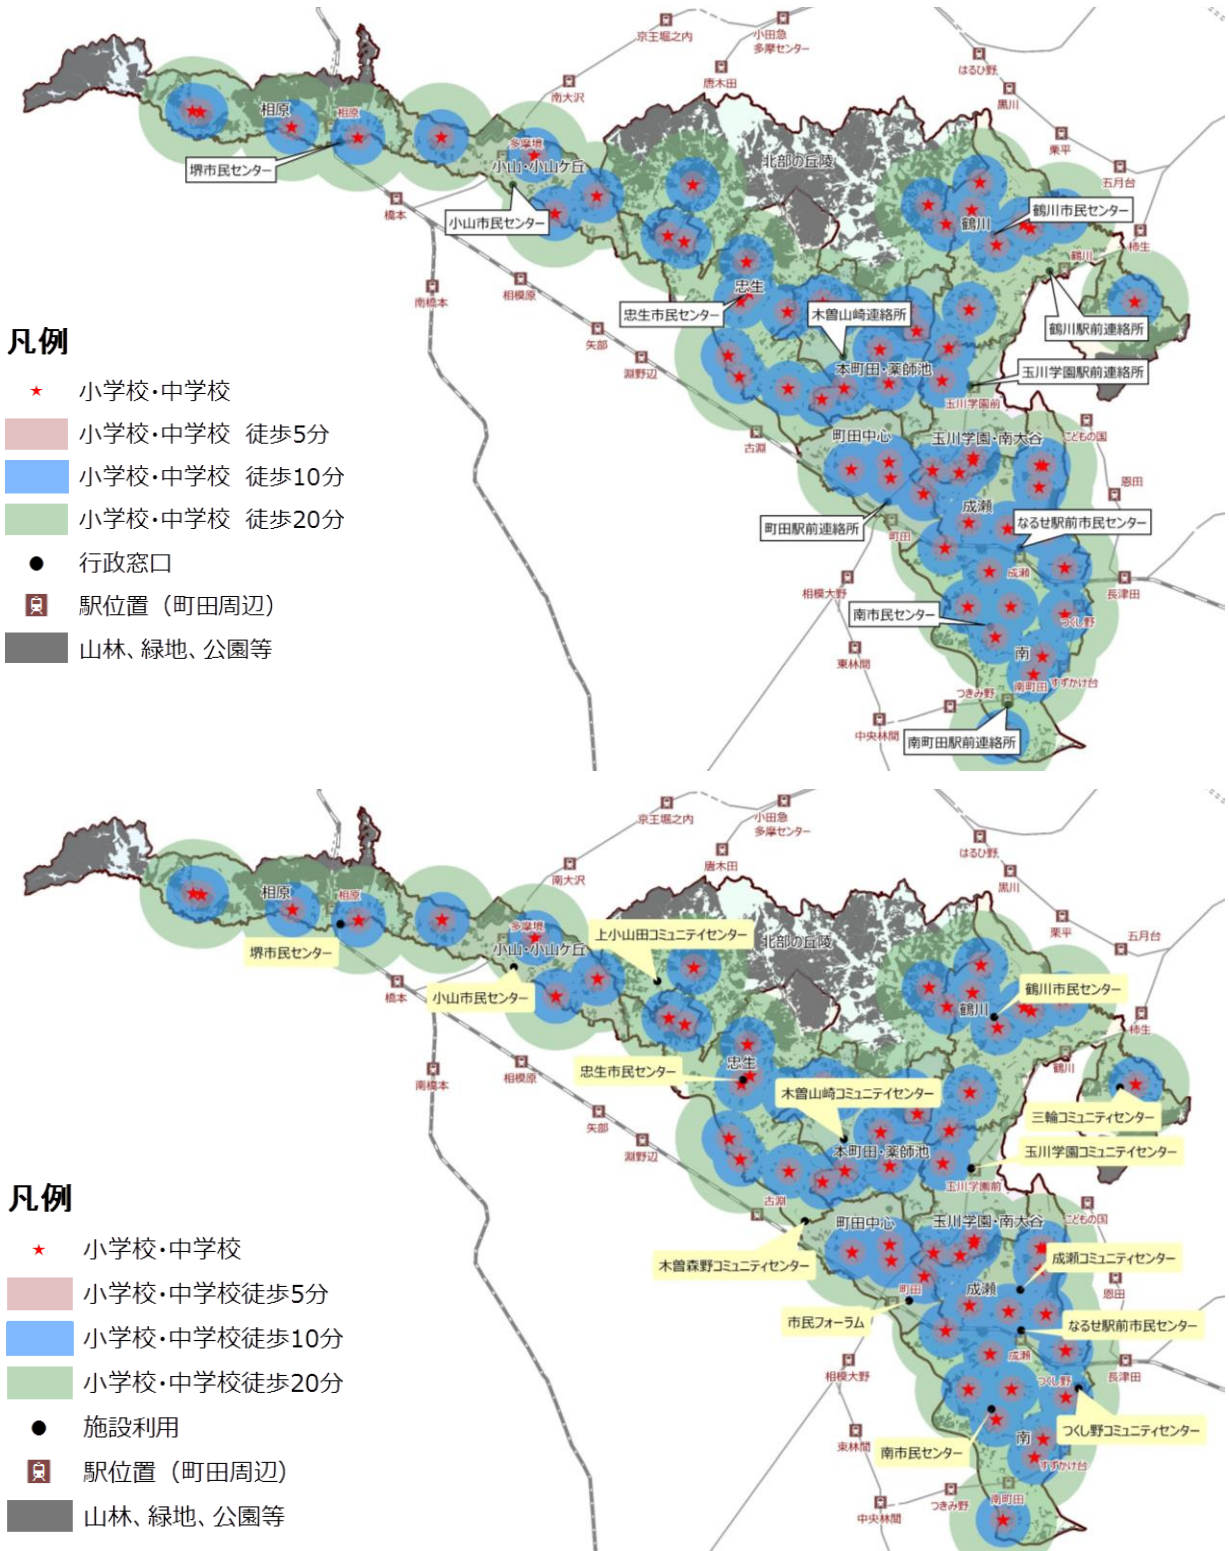 京王堀之内
小田急
多摩センター
はるひ野
唐木田
南大沢
黒川
栗平
五月台
相原
相原
多摩境
北部の丘陵
堺市民センター
小山・小山ケ丘
橋本
小山市民センター
鶴川
鶴川市民センター
柿生
鶴川
南橋本
相模原
忠生
忠生市民センター
木曽山崎連絡所
鶴川駅前連絡所
矢部
淵野辺
本町田・薬師池
玉川学園駅前連絡所
玉川学園前
古淵
町田中心
玉川学園・南大谷
こどもの国
恩田
成瀬
町田駅前連絡所
町田
なるせ駅前市民センター
成瀬
相模大野
長津田
南市民センター
つくし野
東林間
南
すずかけ台
南町田
つきみ野
中央林間
南町田駅前連絡所
凡例
小学校・中学校
小学校・中学校 徒歩5分
小学校・中学校 徒歩10分
小学校・中学校 徒歩20分
行政窓口
駅位置（町田周辺）
山林、緑地、公園等
京王堀之内
小田急
多摩センター
はるひ野
唐木田
南大沢
黒川
栗平
五月台
相原
相原
多摩境
上小山田コミュニテイセンター
北部の丘陵
堺市民センター
小山・小山ケ丘
橋本
小山市民センター
鶴川
鶴川市民センター
柿生
鶴川
南橋本
相模原
忠生
忠生市民センター
木曽山崎コミュニテイセンター
三輪コミュニティセンター
矢部
淵野辺
本町田・薬師池
玉川学園コミュニテイセンター
玉川学園前
古淵
町田中心
玉川学園・南大谷
こどもの国
木曽森野コミュニティセンター
成瀬コミュニティセンター
恩田
町田
成瀬
市民フォーラム
なるせ駅前市民センター
成瀬
相模大野
長津田
つくし野
つくし野コミュニティセンター
南市民センター
東林間
南
すずかけ台
南町田
つきみ野
中央林間
凡例
小学校・中学校
小学校・中学校徒歩5分
小学校・中学校徒歩10分
小学校・中学校徒歩20分
施設利用
駅位置（町田周辺）
山林、緑地、公園等